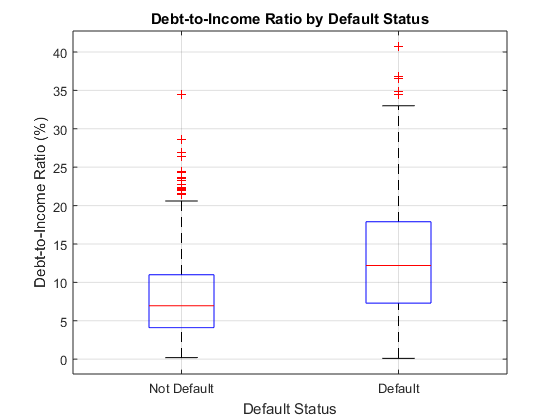 Debt-to-Income Ratio by Default Status
Debt-to-Income Ratio (%)
40
35
30
25
20
15
10
5
0
Not Default
Default
Default Status